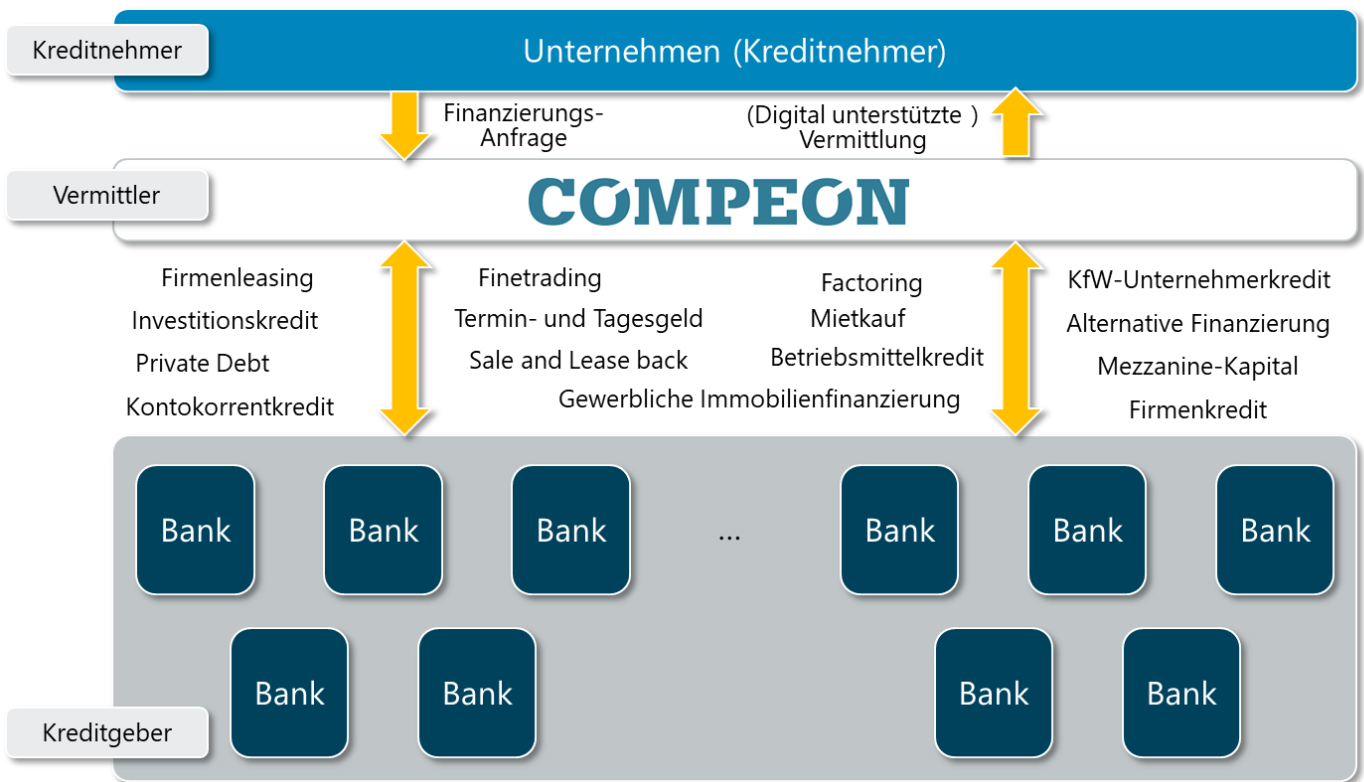 Kreditnehmer
Unternehmen (Kreditnehmer)
Finanzierungs-
Anfrage
(Digital unterstützte )
Vermittlung
Vermittler
COMPEON
Firmenleasing
Investitionskredit
Private Debt
Kontokorrentkredit
Finetrading
Termin- und Tagesgeld
Sale and Lease back
Gewerbliche Immobilienfinanzierung
Factoring
Mietkauf
Betriebsmittelkredit
KfW-Unternehmerkredit
Alternative Finanzierung
Mezzanine-Kapital
Firmenkredit
Bank
Bank
Bank
...
Bank
Bank
Bank
Bank
Bank
Bank
Bank
Kreditgeber